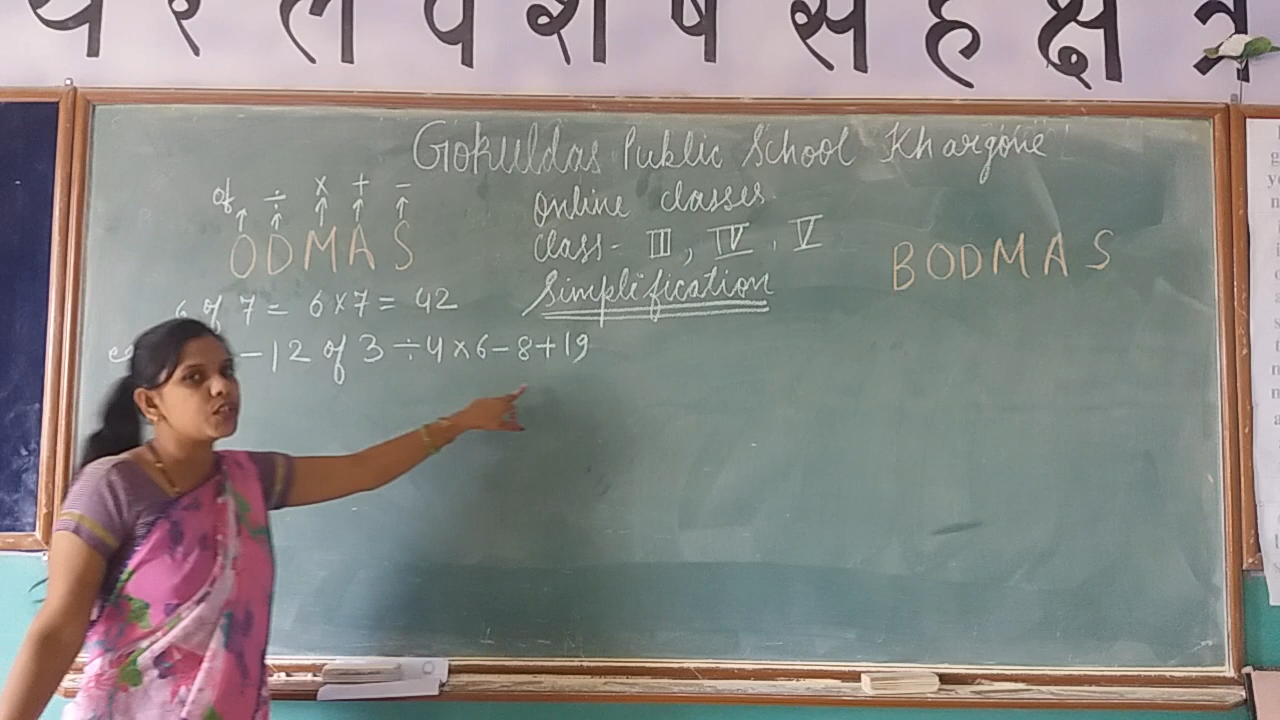 य र ल व श ष स ह क्ष त्र
Gokuldas Public School Khargone
of ÷ × + −
↑ ↑ ↑ ↑ ↑
ODMAS
Online classes
class - III, IV, V
Simplification
BODMAS
6 of 7 = 6×7 = 42
-12 of 3 ÷4×6-8+19